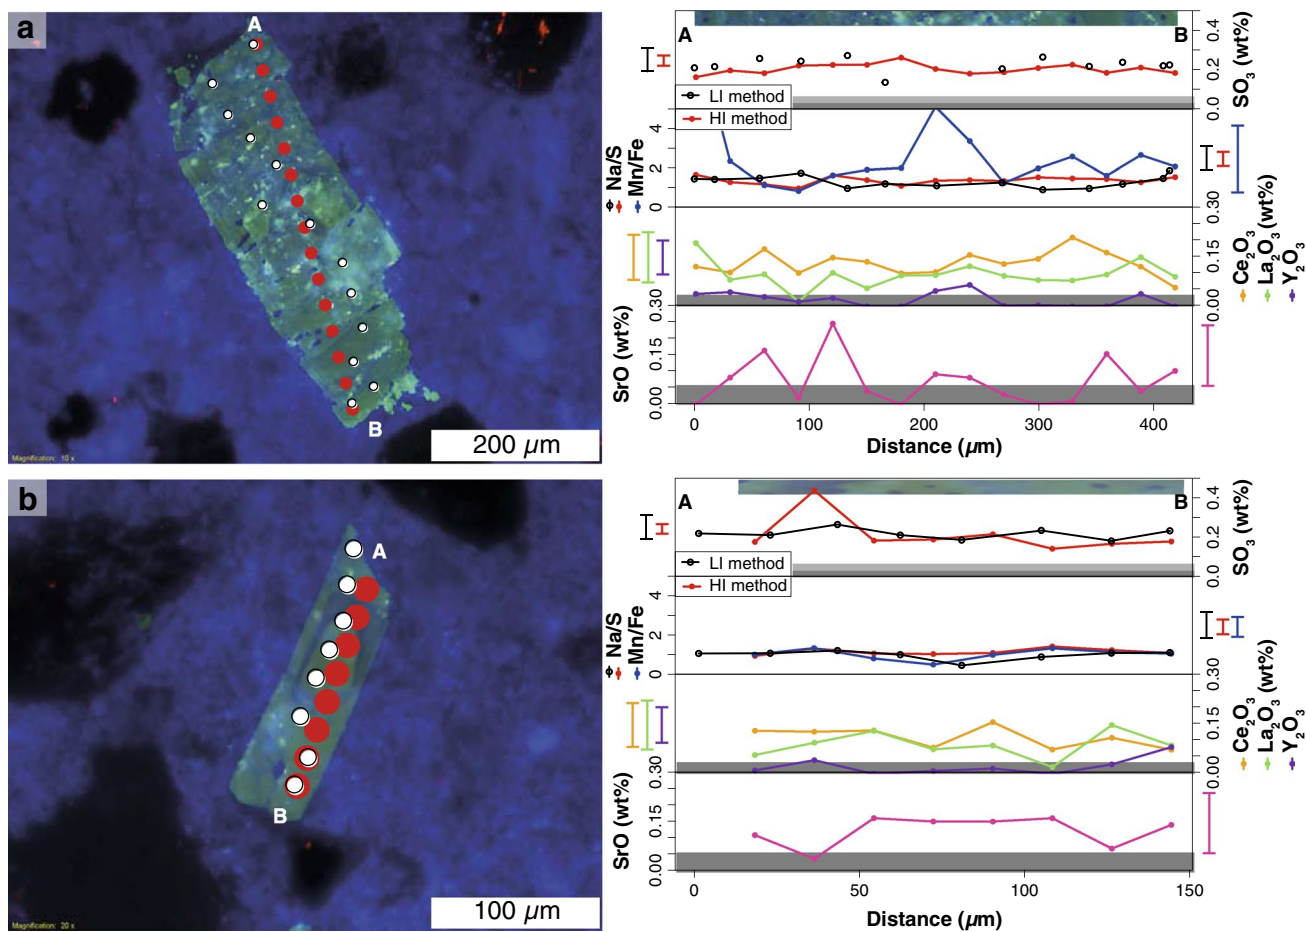 a
A
B
200 µm
Magnification: 10 x
A
B
0.4
0.2
0.0
SO₃ (wt%)
LI method
HI method
4
2
0
Na/S
Mn/Fe
0.30
0.15
0.00
Ce₂O₃
La₂O₃ (wt%)
Y₂O₃
0.30
0.15
0.00
SrO (wt%)
0
100
200
300
400
Distance (µm)
b
A
B
100 µm
Magnification: 20 x
A
B
0.4
0.2
0.0
SO₃ (wt%)
LI method
HI method
4
2
0
Na/S
Mn/Fe
0.30
0.15
0.00
Ce₂O₃
La₂O₃ (wt%)
Y₂O₃
0.30
0.15
0.00
SrO (wt%)
0
50
100
150
Distance (µm)